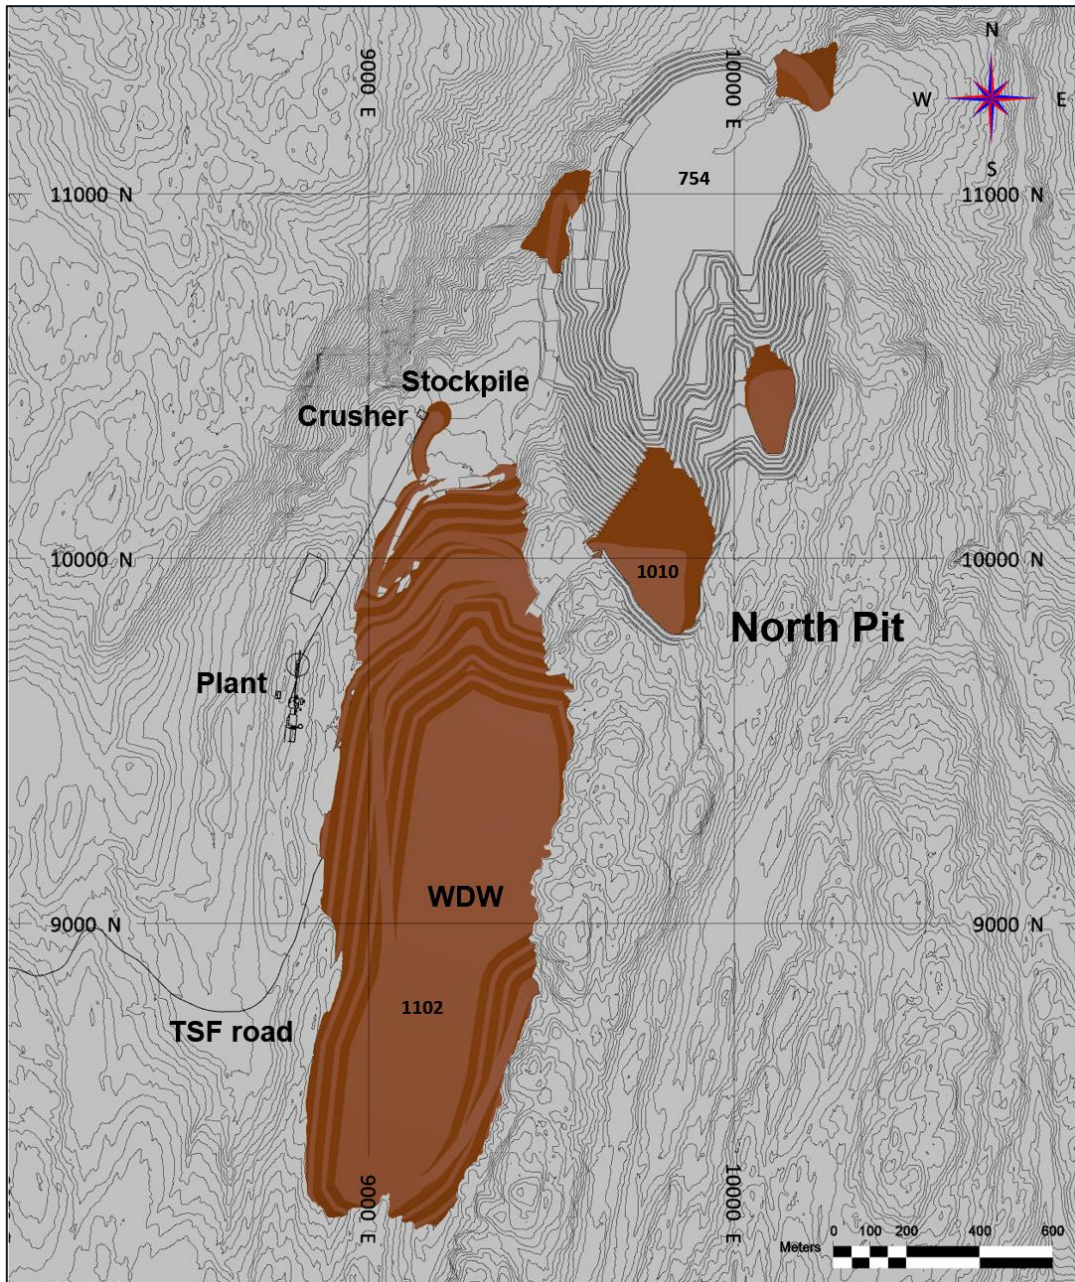 N
9000 E
10000 E
W
E
S
754
11000 N
11000 N
Stockpile
Crusher
10000 N
10000 N
1010
North Pit
Plant
WDW
9000 N
9000 N
1102
TSF road
9000 E
10000 E
0 100 200 400 600
Meters